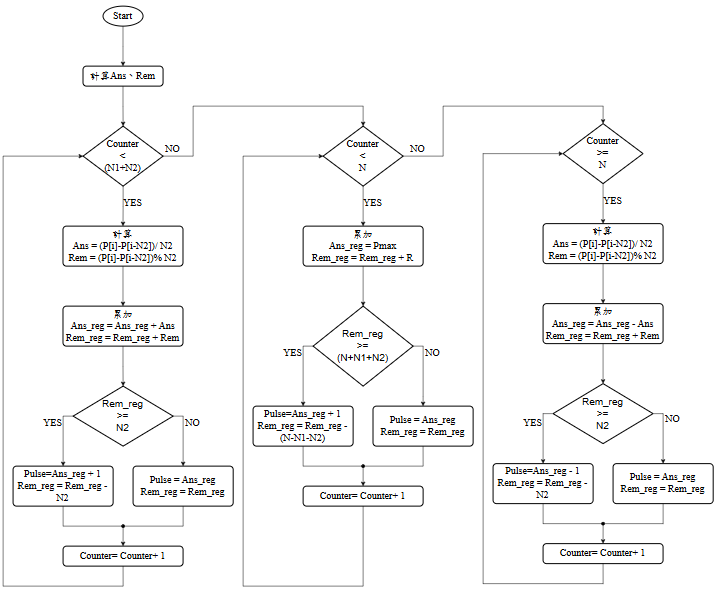 Start
計算Ans、Rem
Counter
<
(N1+N2)
NO
YES
計算
Ans = (P[i]-P[i-N2])/ N2
Rem = (P[i]-P[i-N2])% N2
累加
Ans_reg = Ans_reg + Ans
Rem_reg = Rem_reg + Rem
Rem_reg
>=
N2
YES
NO
Pulse=Ans_reg + 1
Rem_reg = Rem_reg -
N2
Pulse = Ans_reg
Rem_reg = Rem_reg
Counter= Counter+ 1
Counter
<
N
NO
YES
累加
Ans_reg = Pmax
Rem_reg = Rem_reg + R
Rem_reg
>=
(N+N1+N2)
YES
NO
Pulse=Ans_reg + 1
Rem_reg = Rem_reg -
(N-N1-N2)
Pulse = Ans_reg
Rem_reg = Rem_reg
Counter= Counter+ 1
Counter
>=
N
YES
計算
Ans = (P[i]-P[i-N2])/ N2
Rem = (P[i]-P[i-N2])% N2
累加
Ans_reg = Ans_reg - Ans
Rem_reg = Rem_reg + Rem
Rem_reg
>=
N2
YES
NO
Pulse=Ans_reg - 1
Rem_reg = Rem_reg -
N2
Pulse = Ans_reg
Rem_reg = Rem_reg
Counter= Counter+ 1